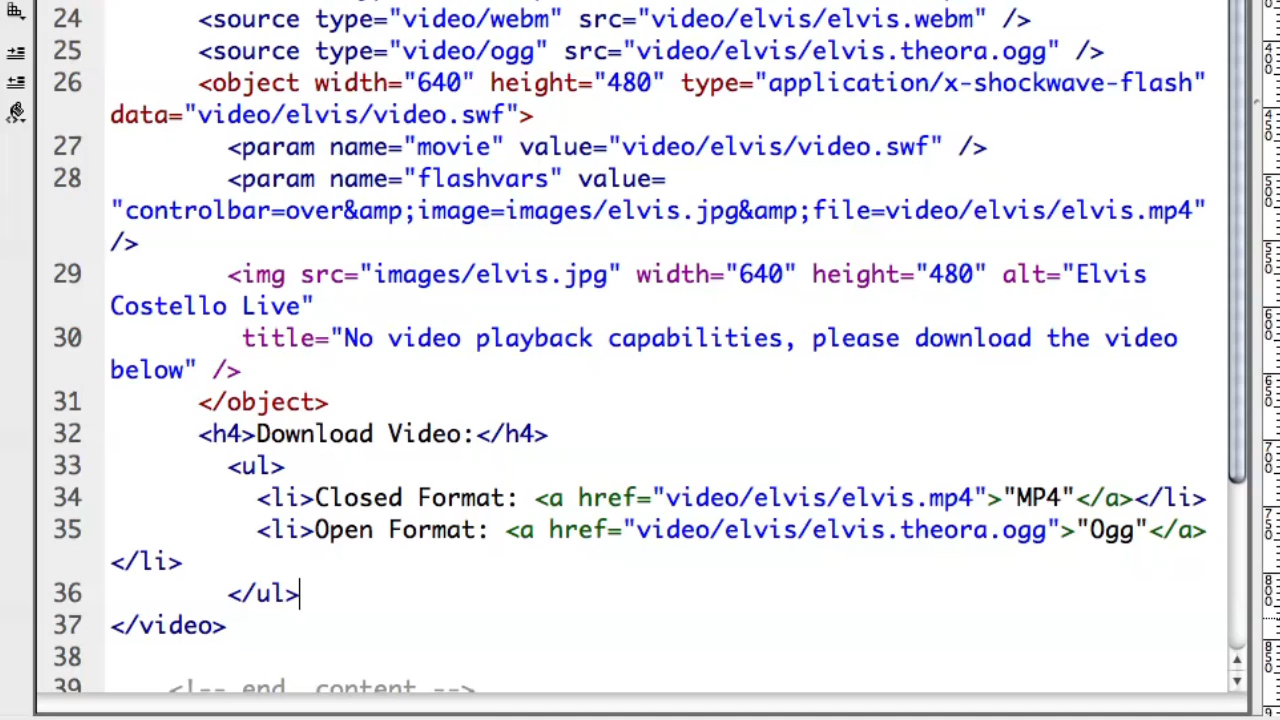 24 <source type="video/webm" src="video/elvis/elvis.webm" />
25 <source type="video/ogg" src="video/elvis/elvis.theora.ogg" />
26 <object width="640" height="480" type="application/x-shockwave-flash"
data="video/elvis/video.swf">
27 <param name="movie" value="video/elvis/video.swf" />
28 <param name="flashvars" value=
"controlbar=over&amp;image=images/elvis.jpg&amp;file=video/elvis/elvis.mp4"
/>
29 <img src="images/elvis.jpg" width="640" height="480" alt="Elvis
Costello Live"
30 title="No video playback capabilities, please download the video
below" />
31 </object>
32 <h4>Download Video:</h4>
33 <ul>
34 <li>Closed Format: <a href="video/elvis/elvis.mp4">"MP4"</a></li>
35 <li>Open Format: <a href="video/elvis/elvis.theora.ogg">"Ogg"</a>
</li>
36 </ul>
37 </video>
38
39 <!-- end content -->